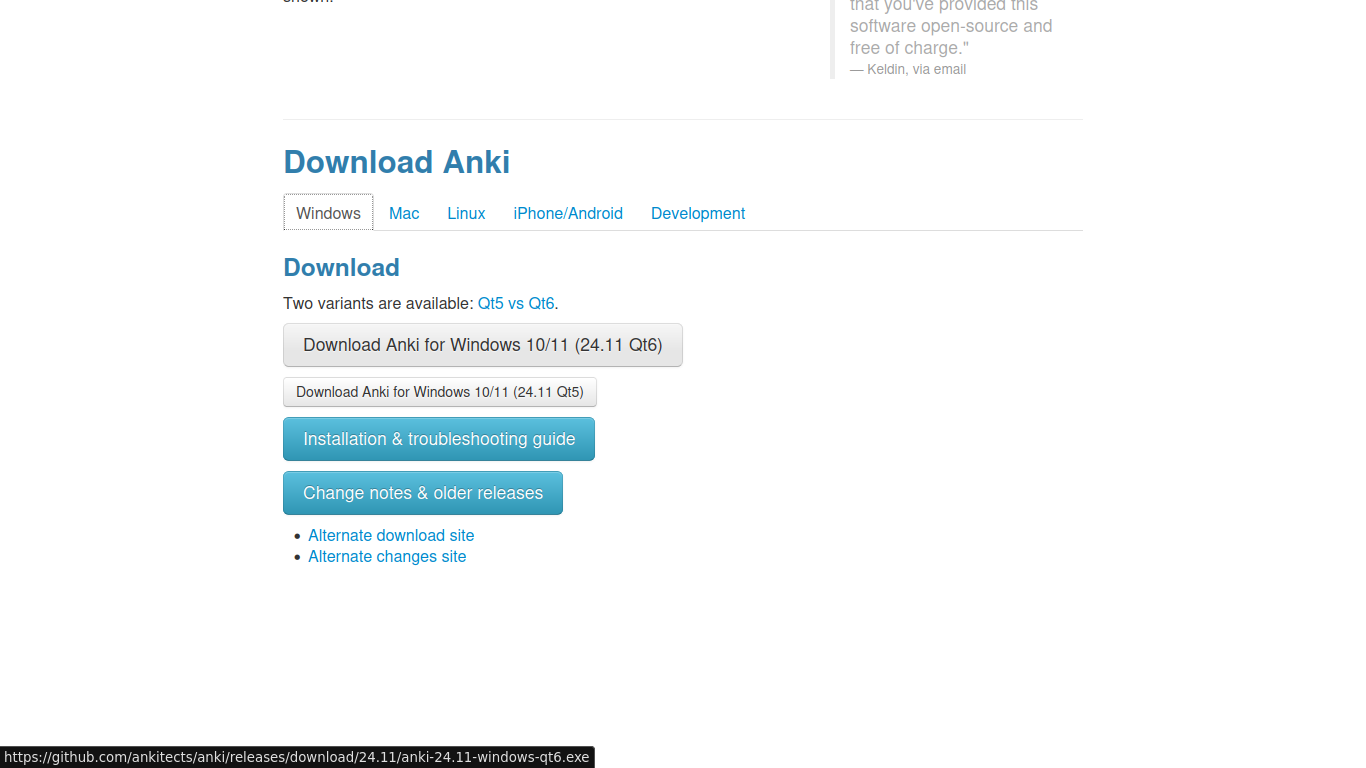 that you've provided this
software open-source and
free of charge."
— Keldin, via email
Download Anki
Windows Mac Linux iPhone/Android Development
Download
Two variants are available: Qt5 vs Qt6.
Download Anki for Windows 10/11 (24.11 Qt6)
Download Anki for Windows 10/11 (24.11 Qt5)
Installation & troubleshooting guide
Change notes & older releases
Alternate download site
Alternate changes site
https://github.com/ankitects/anki/releases/download/24.11/anki-24.11-windows-qt6.exe